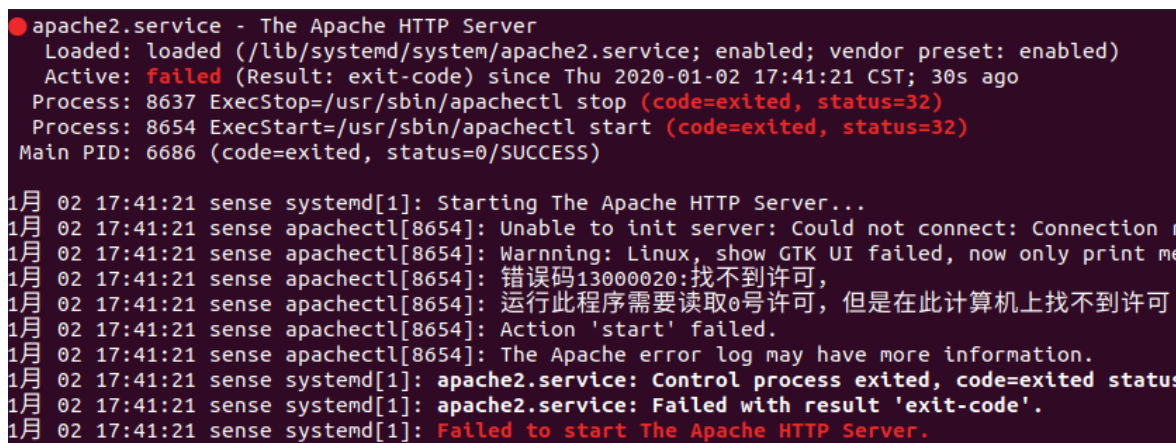 apache2.service - The Apache HTTP Server
Loaded: loaded (/lib/systemd/system/apache2.service; enabled; vendor preset: enabled)
Active: failed (Result: exit-code) since Thu 2020-01-02 17:41:21 CST; 30s ago
Process: 8637 ExecStop=/usr/sbin/apachectl stop (code=exited, status=32)
Process: 8654 ExecStart=/usr/sbin/apachectl start (code=exited, status=32)
Main PID: 6686 (code=exited, status=0/SUCCESS)
1月 02 17:41:21 sense systemd[1]: Starting The Apache HTTP Server...
1月 02 17:41:21 sense apachectl[8654]: Unable to init server: Could not connect: Connection
1月 02 17:41:21 sense apachectl[8654]: Warnning: Linux, show GTK UI failed, now only print
1月 02 17:41:21 sense apachectl[8654]: 错误码13000020:找不到许可,
1月 02 17:41:21 sense apachectl[8654]: 运行此程序需要读取0号许可，但是在此计算机上找不到许可
1月 02 17:41:21 sense apachectl[8654]: Action 'start' failed.
1月 02 17:41:21 sense apachectl[8654]: The Apache error log may have more information.
1月 02 17:41:21 sense systemd[1]: apache2.service: Control process exited, code=exited status
1月 02 17:41:21 sense systemd[1]: apache2.service: Failed with result 'exit-code'.
1月 02 17:41:21 sense systemd[1]: Failed to start The Apache HTTP Server.